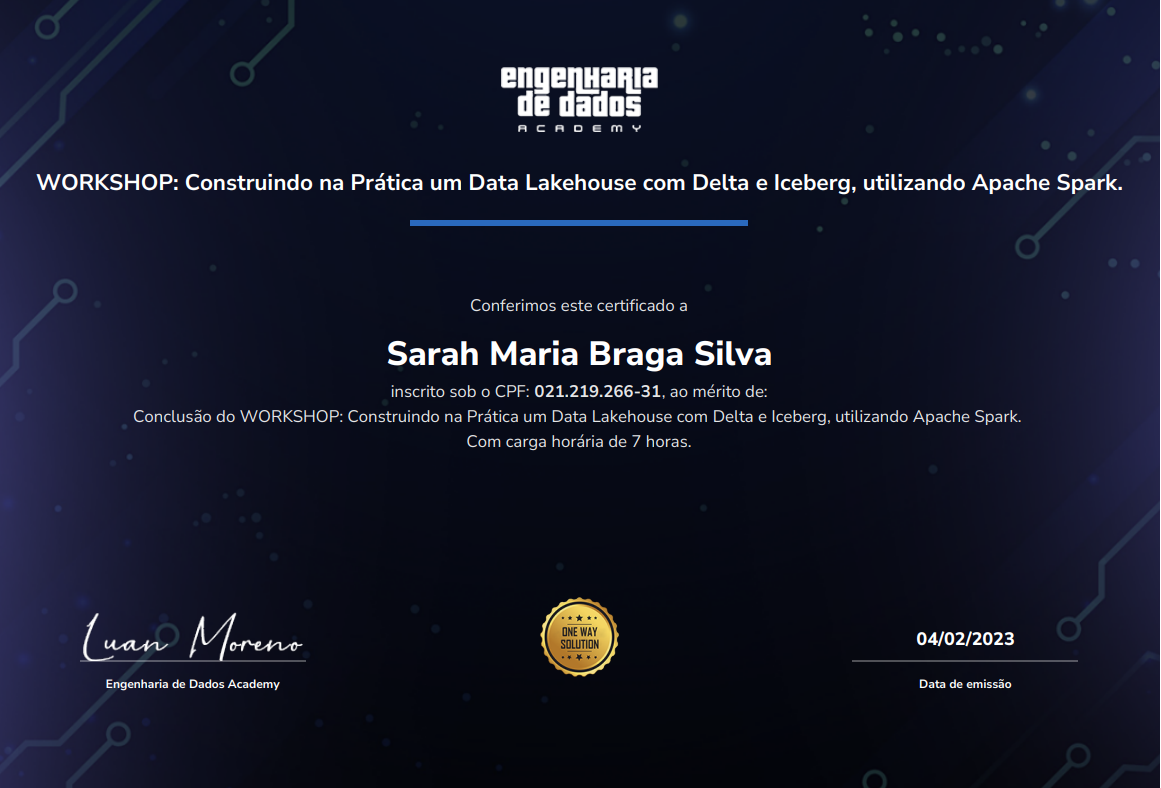 engenharia
de dados
ACADEMY
WORKSHOP: Construindo na Prática um Data Lakehouse com Delta e Iceberg, utilizando Apache Spark.
Conferimos este certificado a
Sarah Maria Braga Silva
inscrito sob o CPF: 021.219.266-31, ao mérito de:
Conclusão do WORKSHOP: Construindo na Prática um Data Lakehouse com Delta e Iceberg, utilizando Apache Spark.
Com carga horária de 7 horas.
Luan Moreno
Engenharia de Dados Academy
ONE WAY
SOLUTION
04/02/2023
Data de emissão